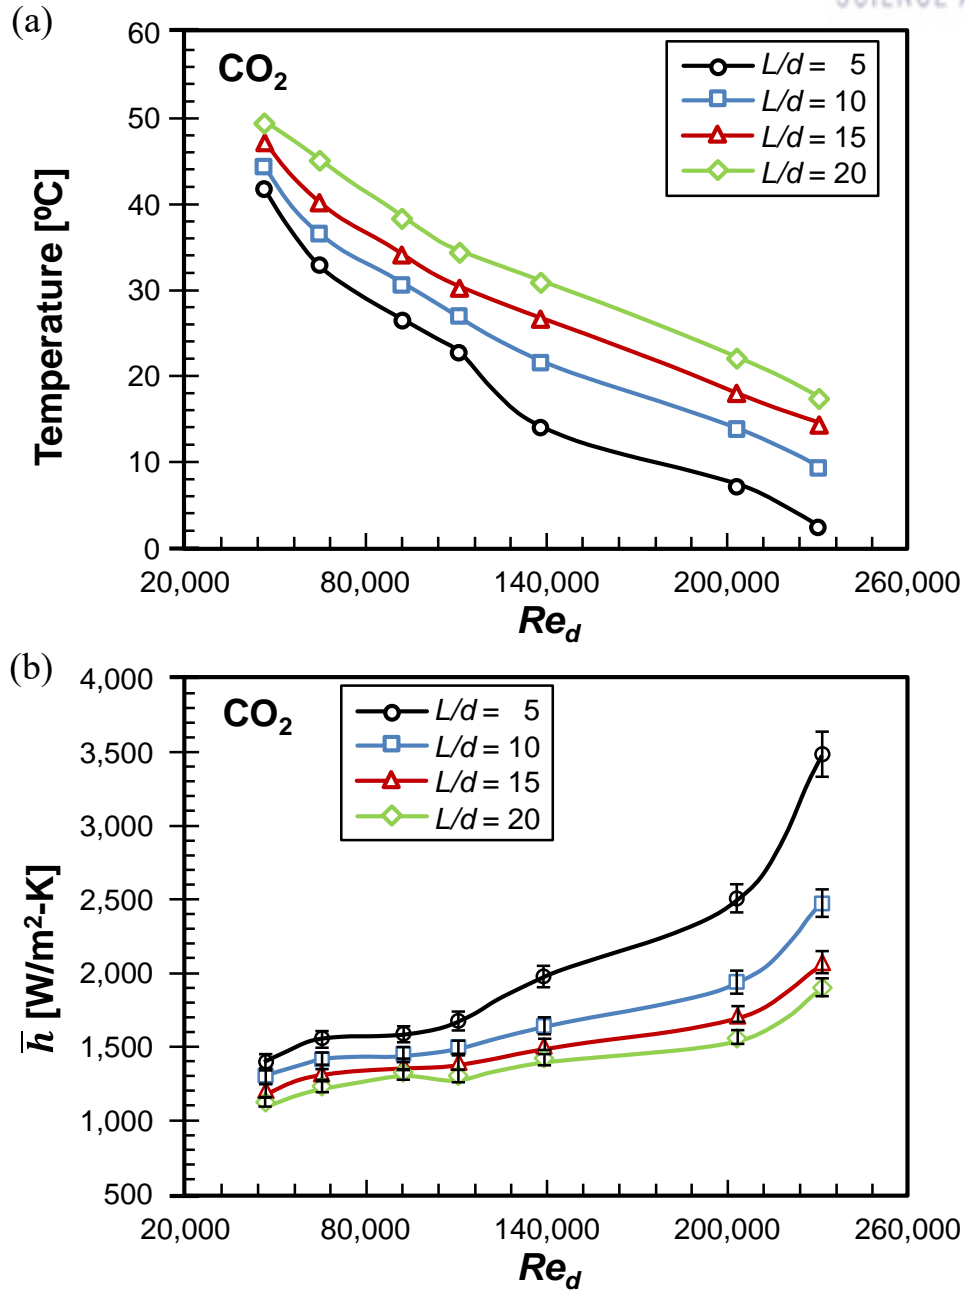 (a)
60
50
40
30
20
10
0
Temperature [ºC]
CO₂
L/d = 5
L/d = 10
L/d = 15
L/d = 20
20,000 80,000 140,000 200,000 260,000
Re_d
(b)
4,000
3,500
3,000
2,500
2,000
1,500
1,000
500
h̅ [W/m²-K]
CO₂
L/d = 5
L/d = 10
L/d = 15
L/d = 20
20,000 80,000 140,000 200,000 260,000
Re_d